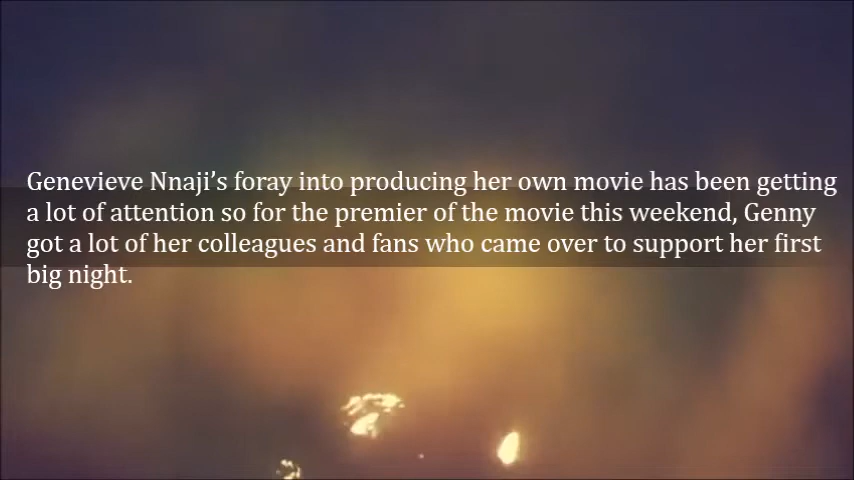 Genevieve Nnaji’s foray into producing her own movie has been getting
a lot of attention so for the premier of the movie this weekend, Genny
got a lot of her colleagues and fans who came over to support her first
big night.